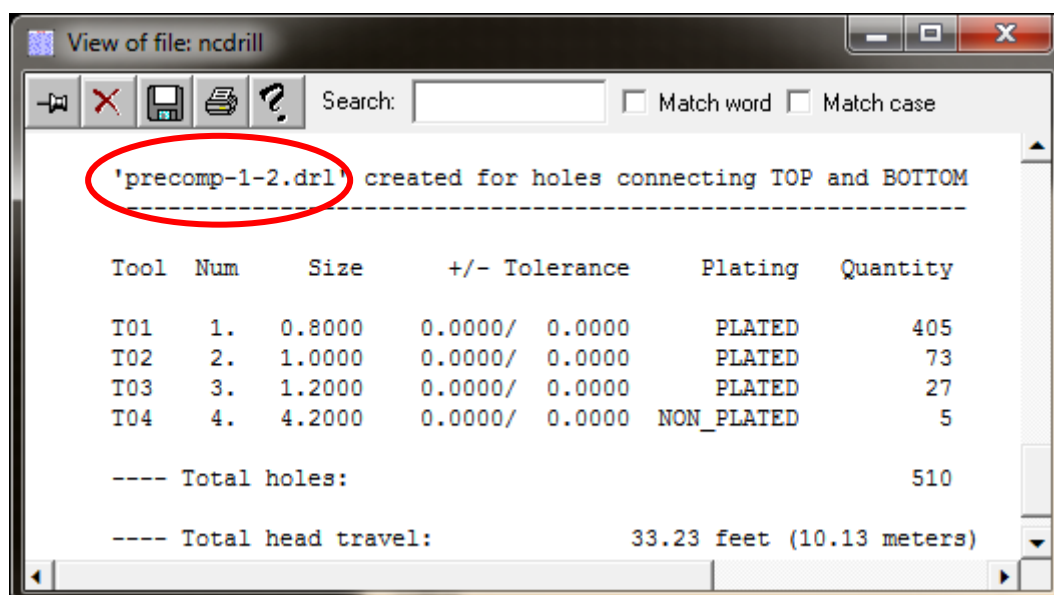 View of file: ncdrill
Search: Match word Match case
'precomp-1-2.drl' created for holes connecting TOP and BOTTOM
------------------------------------------------------------
Tool Num Size +/- Tolerance Plating Quantity
T01 1. 0.8000 0.0000/ 0.0000 PLATED 405
T02 2. 1.0000 0.0000/ 0.0000 PLATED 73
T03 3. 1.2000 0.0000/ 0.0000 PLATED 27
T04 4. 4.2000 0.0000/ 0.0000 NON_PLATED 5
---- Total holes: 510
---- Total head travel: 33.23 feet (10.13 meters)